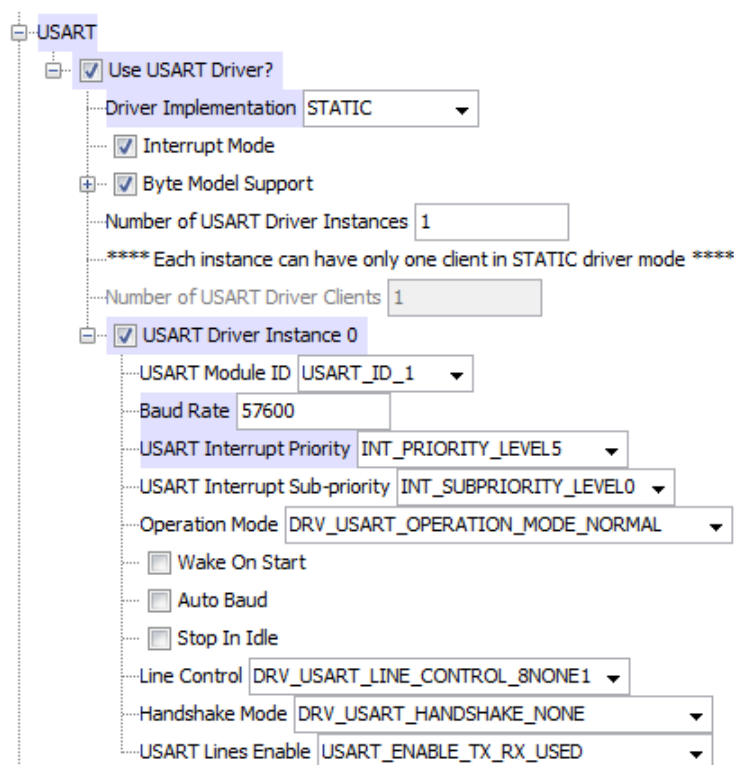 USART
Use USART Driver?
Driver Implementation STATIC
Interrupt Mode
Byte Model Support
Number of USART Driver Instances 1
**** Each instance can have only one client in STATIC driver mode ****
Number of USART Driver Clients 1
USART Driver Instance 0
USART Module ID USART_ID_1
Baud Rate 57600
USART Interrupt Priority INT_PRIORITY_LEVEL5
USART Interrupt Sub-priority INT_SUBPRIORITY_LEVEL0
Operation Mode DRV_USART_OPERATION_MODE_NORMAL
Wake On Start
Auto Baud
Stop In Idle
Line Control DRV_USART_LINE_CONTROL_8NONE1
Handshake Mode DRV_USART_HANDSHAKE_NONE
USART Lines Enable USART_ENABLE_TX_RX_USED